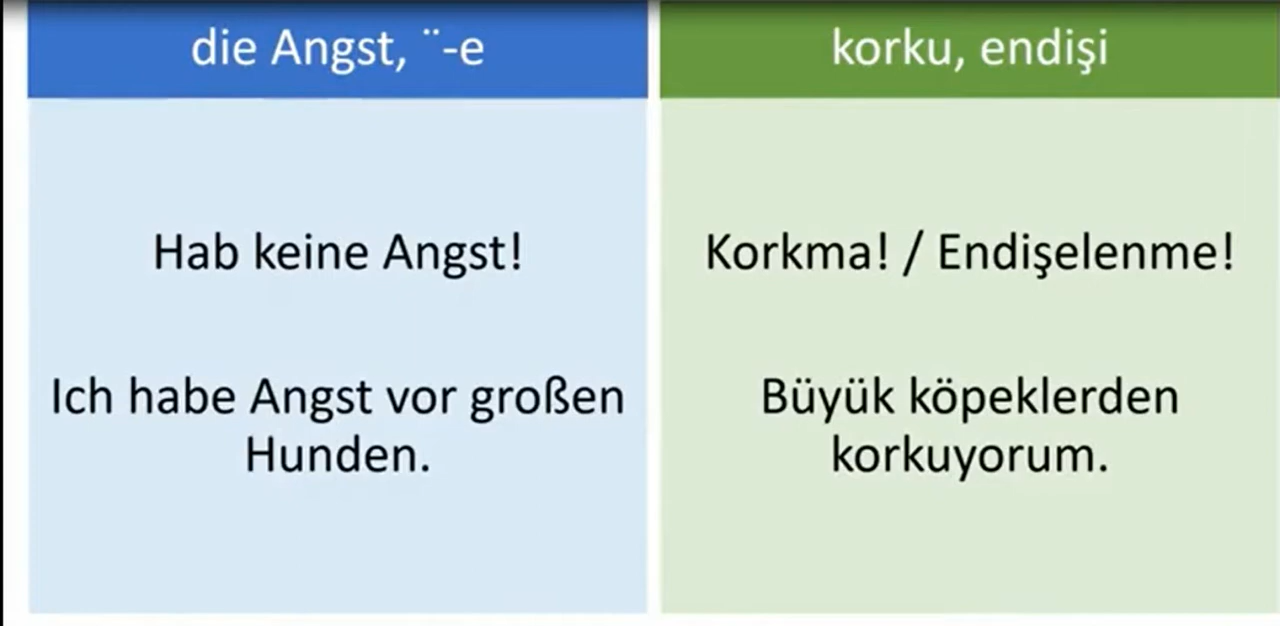 die Angst, ¨-e
korku, endişi
Hab keine Angst!
Korkma! / Endişelenme!
Ich habe Angst vor großen
Hunden.
Büyük köpeklerden
korkuyorum.